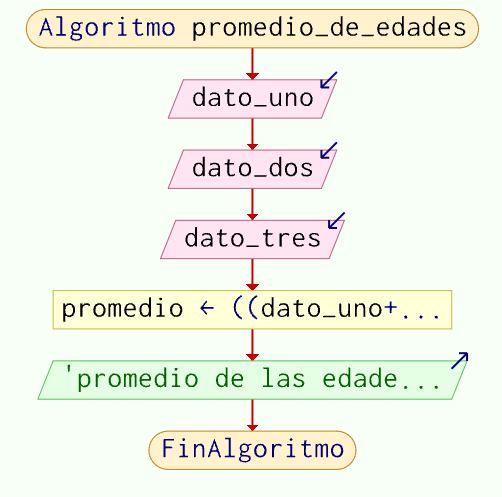 Algoritmo promedio_de_edades
dato_uno
dato_dos
dato_tres
promedio ← ((dato_uno+...
'promedio de las edade...
FinAlgoritmo